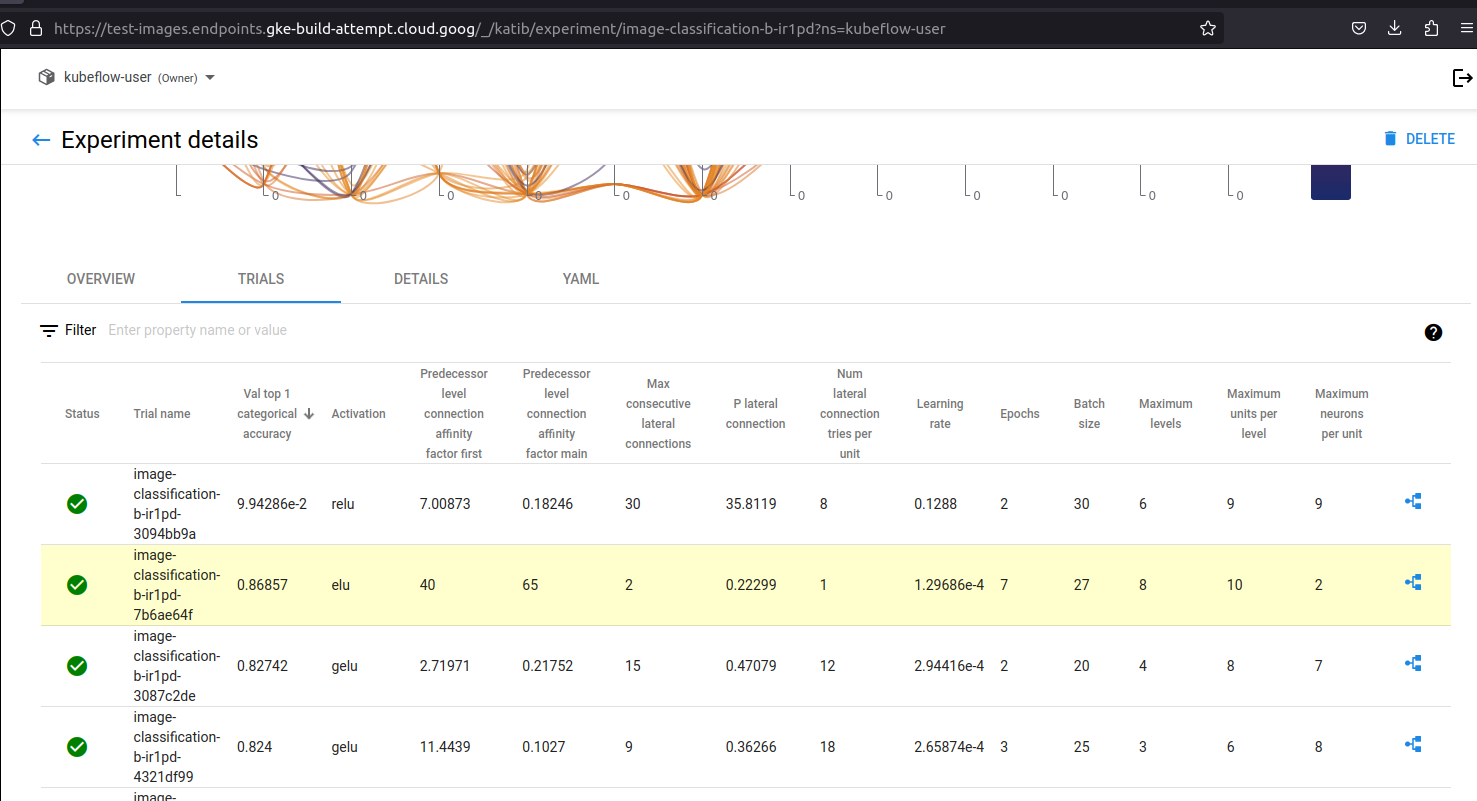 https://test-images.endpoints.gke-build-attempt.cloud.goog/_/katib/experiment/image-classification-b-ir1pd?ns=kubeflow-user
kubeflow-user (Owner)
Experiment details
DELETE
0 0 0 0 0 0 0 0 0 0 0 0
OVERVIEW TRIALS DETAILS YAML
Filter Enter property name or value
?
Status
Trial name
Val top 1
categorical
accuracy
Activation
Predecessor
level
connection
affinity
factor first
Predecessor
level
connection
affinity
factor main
Max
consecutive
lateral
connections
P lateral
connection
Num
lateral
connection
tries per
unit
Learning
rate
Epochs
Batch
size
Maximum
levels
Maximum
units per
level
Maximum
neurons
per unit
image-
classification-
b-ir1pd-
3094bb9a
9.94286e-2 relu 7.00873 0.18246 30 35.8119 8 0.1288 2 30 6 9 9
image-
classification-
b-ir1pd-
7b6ae64f
0.86857 elu 40 65 2 0.22299 1 1.29686e-4 7 27 8 10 2
image-
classification-
b-ir1pd-
3087c2de
0.82742 gelu 2.71971 0.21752 15 0.47079 12 2.94416e-4 2 20 4 8 7
image-
classification-
b-ir1pd-
4321df99
0.824 gelu 11.4439 0.1027 9 0.36266 18 2.65874e-4 3 25 3 6 8
image-